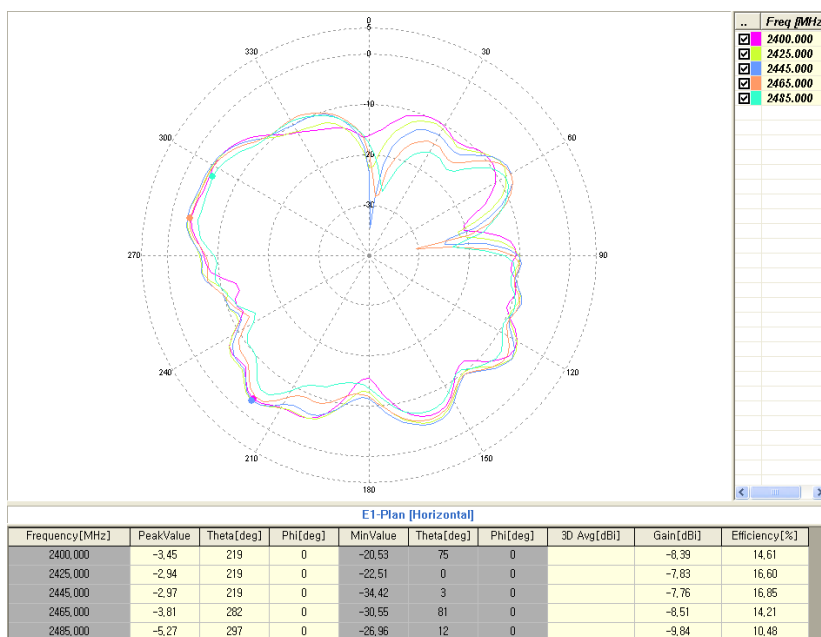 0
5
.. Freq [MHz
330
0
30
2400.000
2425.000
2445.000
-10
2465.000
2485.000
300
60
-20
-30
270
90
240
120
210
150
180
E1-Plan [Horizontal]
Frequency[MHz] PeakValue Theta[deg] Phi[deg] MinValue Theta[deg] Phi[deg] 3D Avg[dBi] Gain[dBi] Efficiency[%]
2400,000 -3,45 219 0 -20,53 75 0 -8,39 14,61
2425,000 -2,94 219 0 -22,51 0 0 -7,83 16,60
2445,000 -2,97 219 0 -34,42 3 0 -7,76 16,85
2465,000 -3,81 282 0 -30,55 81 0 -8,51 14,21
2485,000 -5,27 297 0 -26,96 12 0 -9,84 10,48